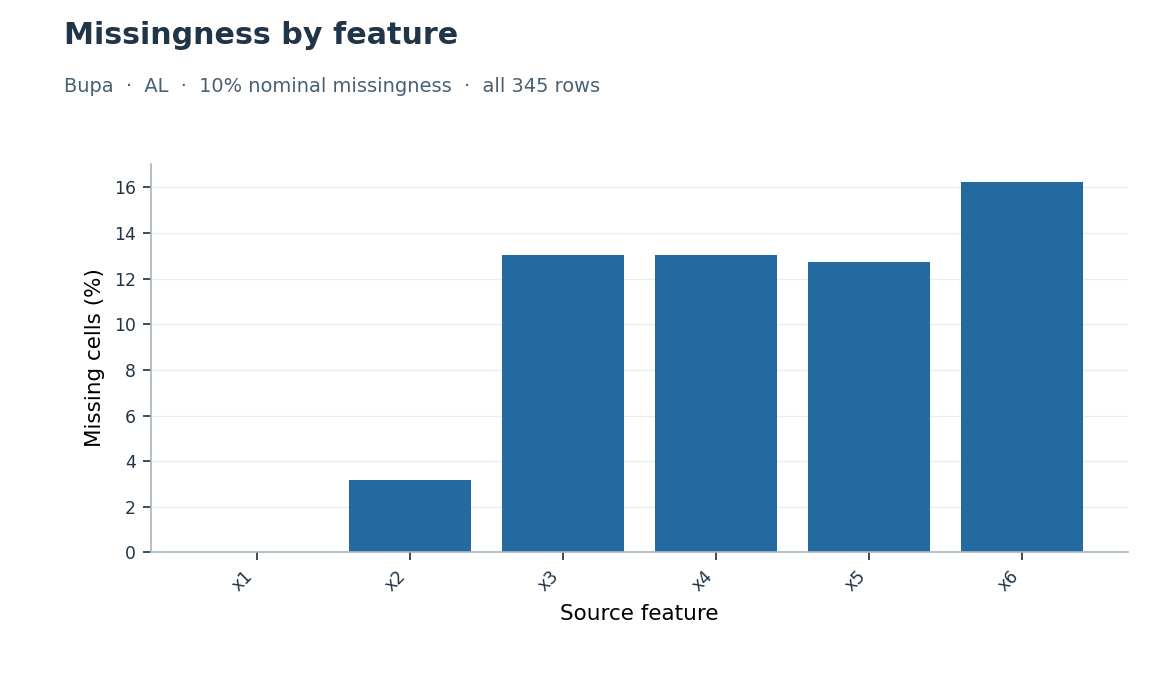 Missingness by feature
Bupa · AL · 10% nominal missingness · all 345 rows
Missing cells (%)
16
14
12
10
8
6
4
2
0
x1 x2 x3 x4 x5 x6
Source feature